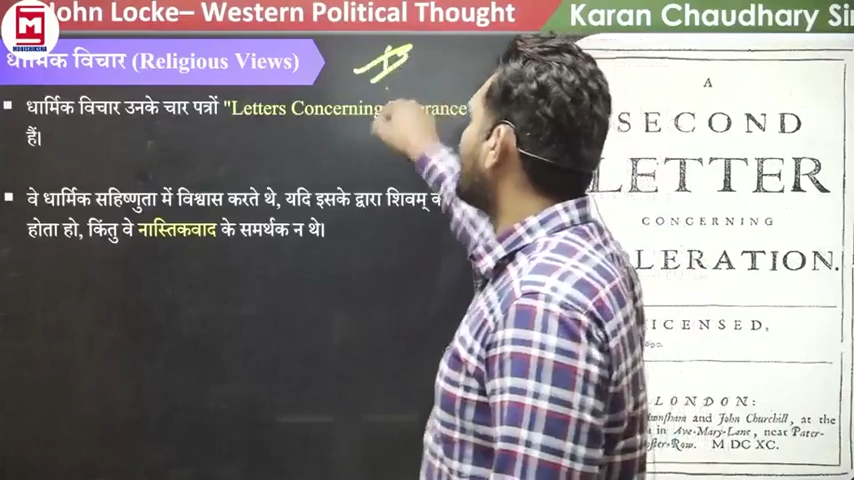 John Locke– Western Political Thought
Karan Chaudhary Sir
धार्मिक विचार (Religious Views)
धार्मिक विचार उनके चार पत्रों "Letters Concerning
हैं।
वे धार्मिक सहिष्णुता में विश्वास करते थे, यदि इसके द्वारा शिवम्
होता हो, किंतु वे नास्तिकवाद के समर्थक न थे।
A
SECOND
LETTER
CONCERNING
LERATION.
ICENSED,
LONDON:
and John Churchill, at the
in Ave-Mary-Lane, near Pater-
Row. M DC XC.